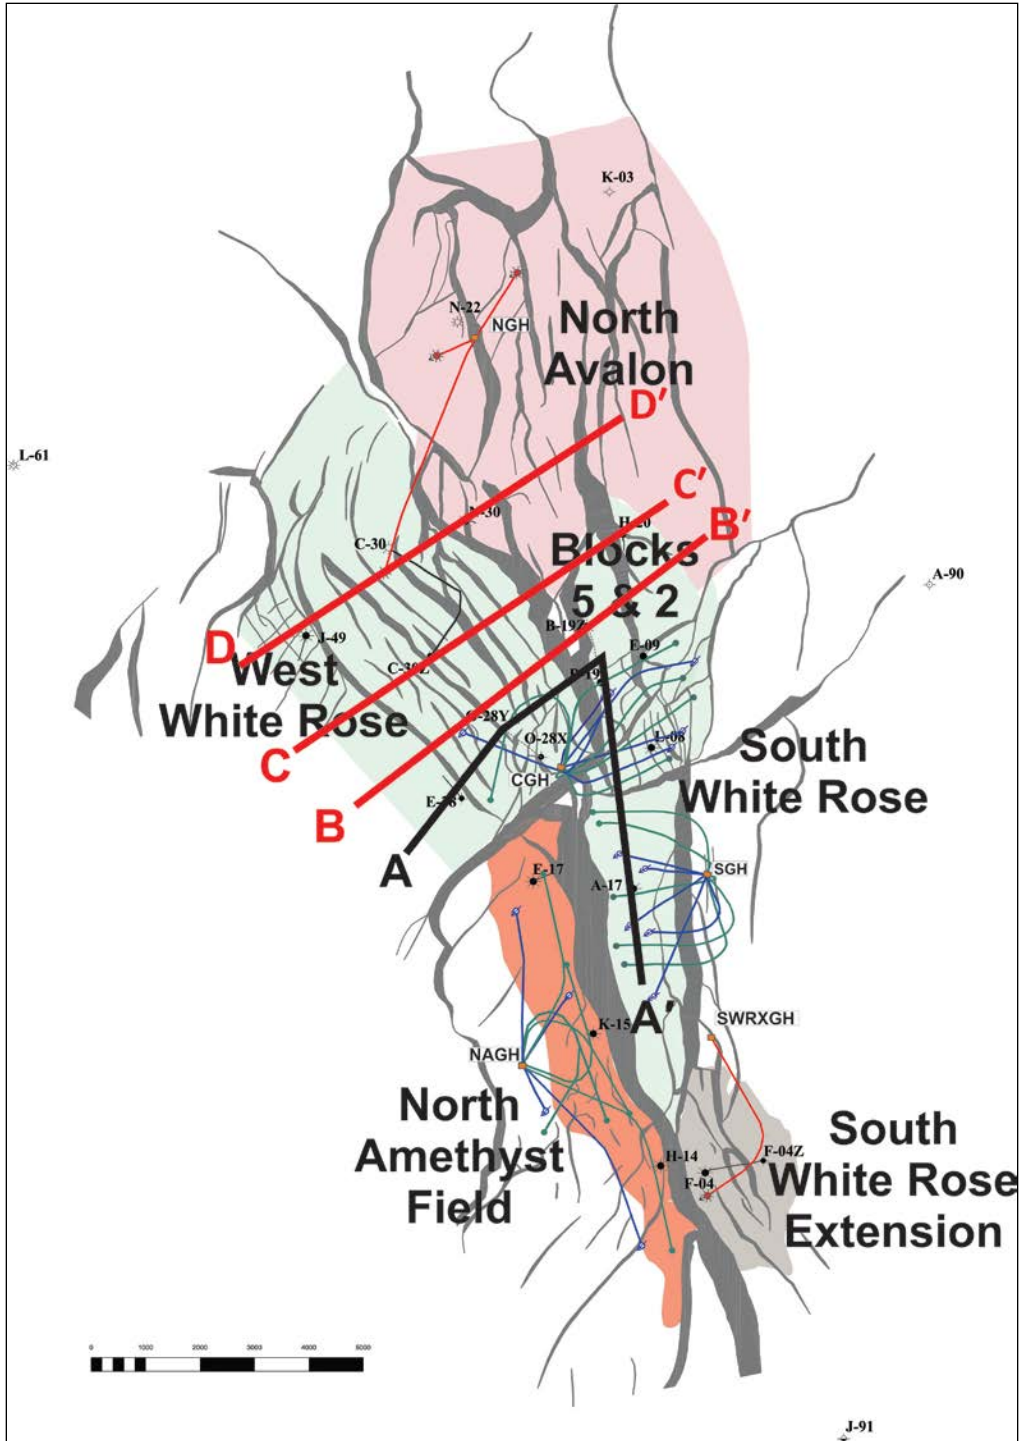 K-03
N-22
NGH
North
Avalon
D'
L-61
C'
N-30
H-20
B'
C-30
Blocks
5 & 2
A-90
B-19Z
J-49
E-09
D
West
White Rose
C-30Z
B-19
O-28Y
O-28X
L-08
South
White Rose
C
CGH
B
E-28
A
E-17
A-17
SGH
A'
SWRXGH
K-15
NAGH
North
Amethyst
Field
South
White Rose
Extension
H-14
F-04Z
F-04
0 1000 2000 3000 4000 5000
J-91